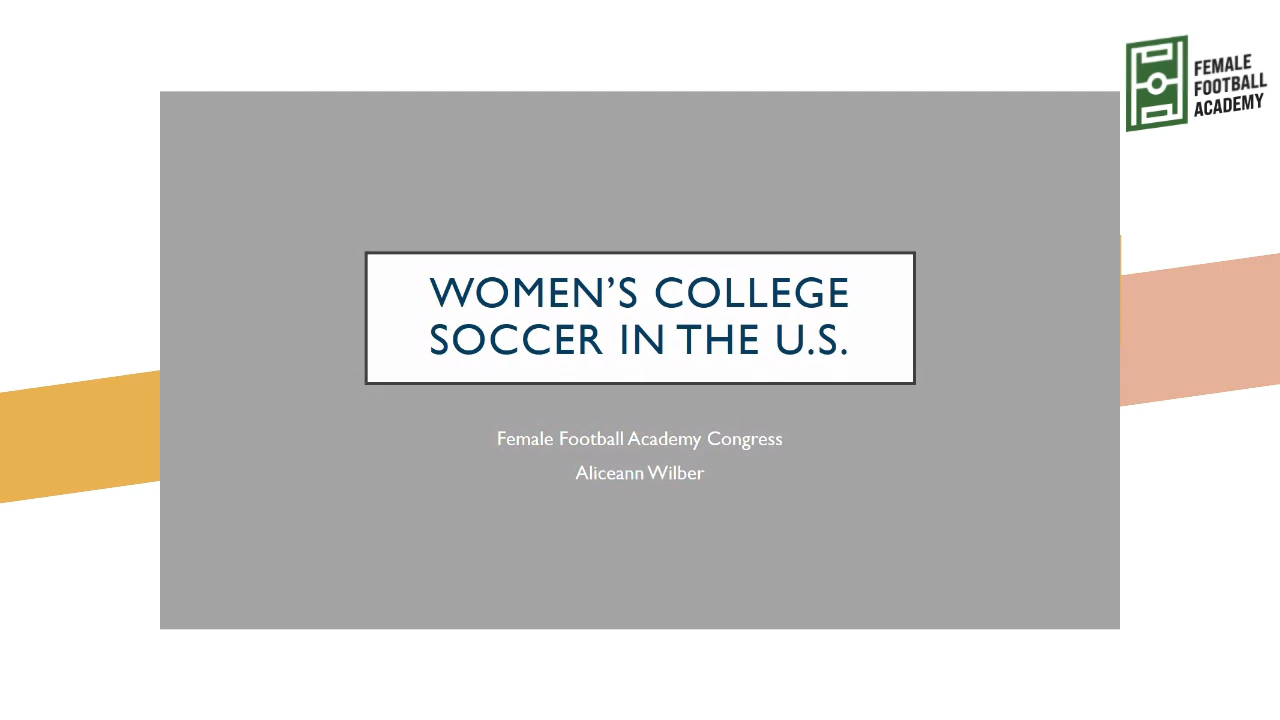 FEMALE
FOOTBALL
ACADEMY
WOMEN’S COLLEGE
SOCCER IN THE U.S.
Female Football Academy Congress
Aliceann Wilber